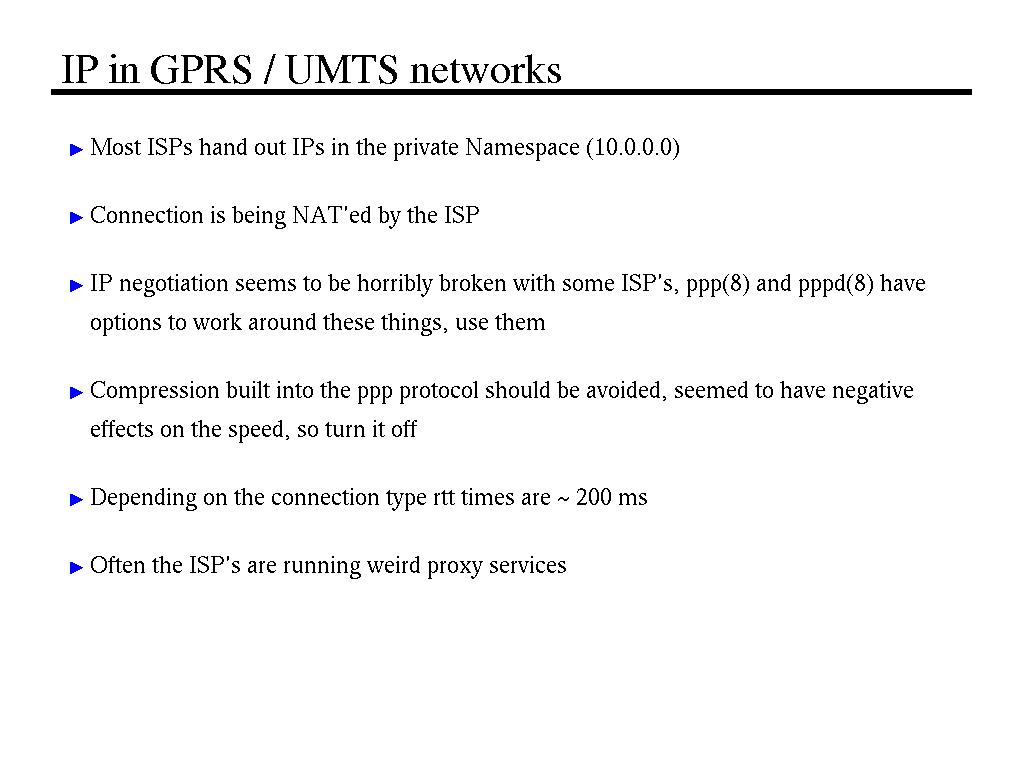 IP in GPRS / UMTS networks
Most ISPs hand out IPs in the private Namespace (10.0.0.0)
Connection is being NAT'ed by the ISP
IP negotiation seems to be horribly broken with some ISP's, ppp(8) and pppd(8) have
options to work around these things, use them
Compression built into the ppp protocol should be avoided, seemed to have negative
effects on the speed, so turn it off
Depending on the connection type rtt times are ~ 200 ms
Often the ISP's are running weird proxy services